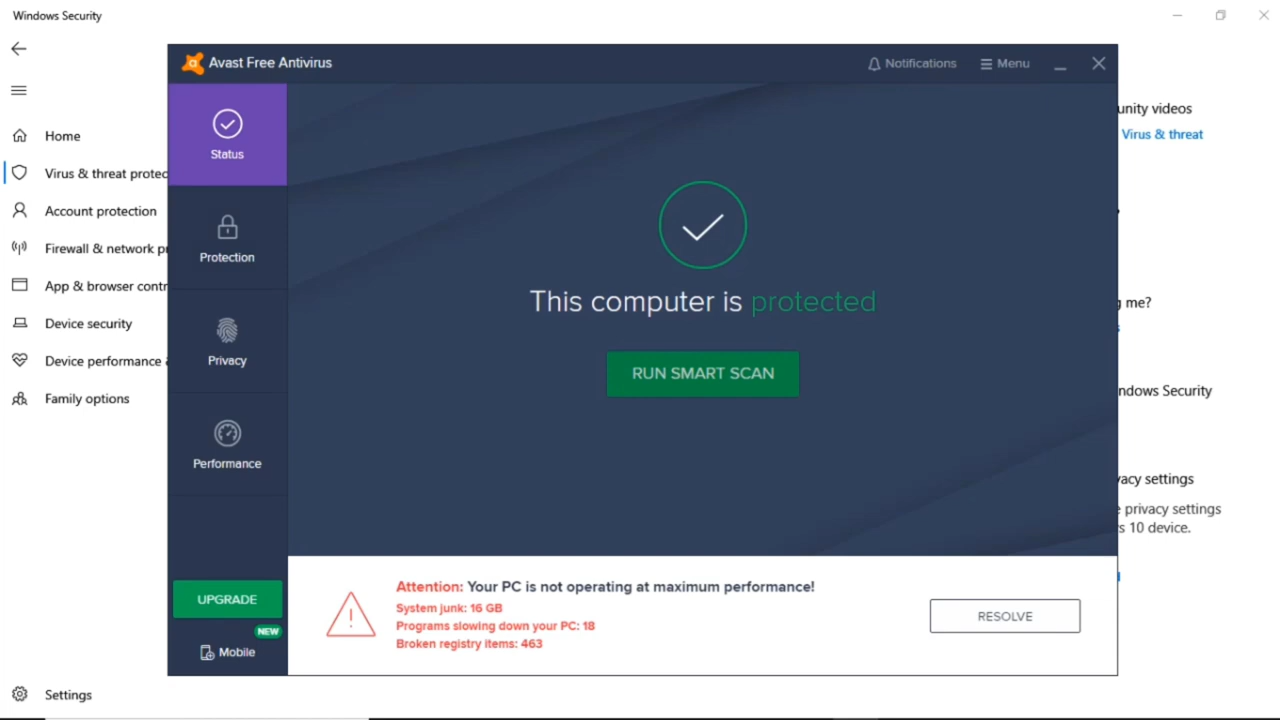 Windows Security
Avast Free Antivirus
Notifications
Menu
Status
Protection
Privacy
Performance
UPGRADE
NEW
Mobile
This computer is protected
RUN SMART SCAN
Attention: Your PC is not operating at maximum performance!
System junk: 16 GB
Programs slowing down your PC: 18
Broken registry items: 463
RESOLVE
Home
Virus & threat protec
Account protection
Firewall & network pr
App & browser contr
Device security
Device performance
Family options
Settings
unity videos
Virus & threat
g me?
ndows Security
vacy settings
e privacy settings
s 10 device.